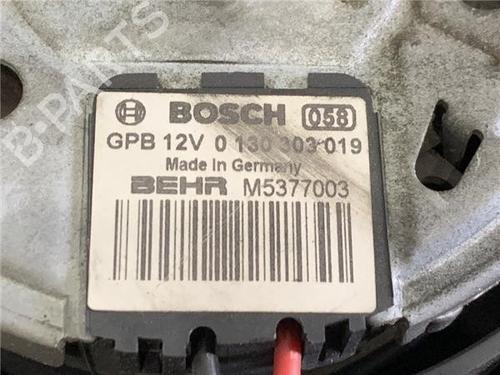 BOSCH 058
GPB 12V 0 130 303 019
Made in Germany
BEHR M5377003
B-PARTS